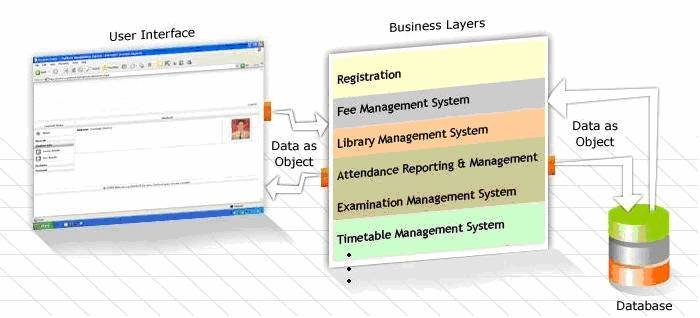 User Interface
Business Layers
Registration
Fee Management System
Library Management System
Attendance Reporting & Management
Examination Management System
Timetable Management System
Data as
Object
Data as
Object
Database